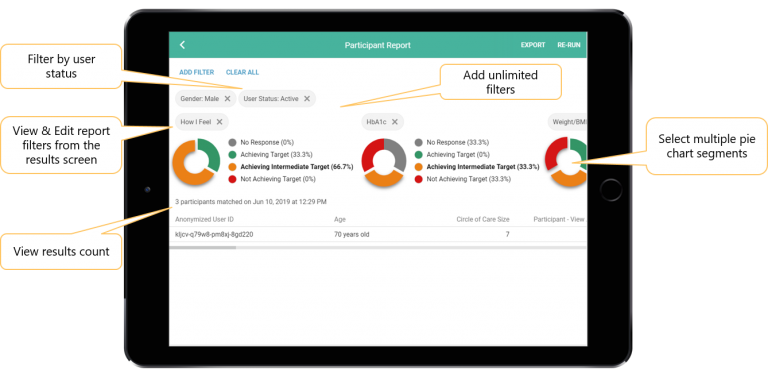 Participant Report
EXPORT RE-RUN
ADD FILTER CLEAR ALL
Filter by user
status
Add unlimited
filters
Gender: Male ✕ User Status: Active ✕
View & Edit report
filters from the
results screen
How I Feel ✕
HbA1c ✕
Weight/BMI
No Response (0%)
Achieving Target (33.3%)
Achieving Intermediate Target (66.7%)
Not Achieving Target (0%)
No Response (33.3%)
Achieving Target (0%)
Achieving Intermediate Target (33.3%)
Not Achieving Target (33.3%)
Select multiple pie
chart segments
3 participants matched on Jun 10, 2019 at 12:29 PM
View results count
Anonymized User ID Age Circle of Care Size Participant - View
kljcv-q79w8-pm8xj-8gd220 70 years old 7